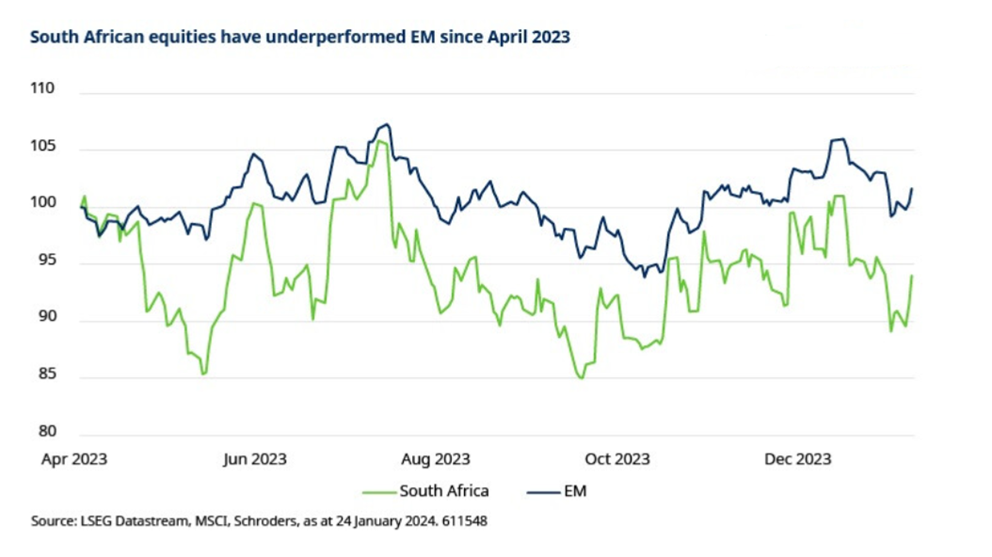 South African equities have underperformed EM since April 2023
110
105
100
95
90
85
80
Apr 2023 Jun 2023 Aug 2023 Oct 2023 Dec 2023
South Africa EM
Source: LSEG Datastream, MSCI, Schroders, as at 24 January 2024. 611548